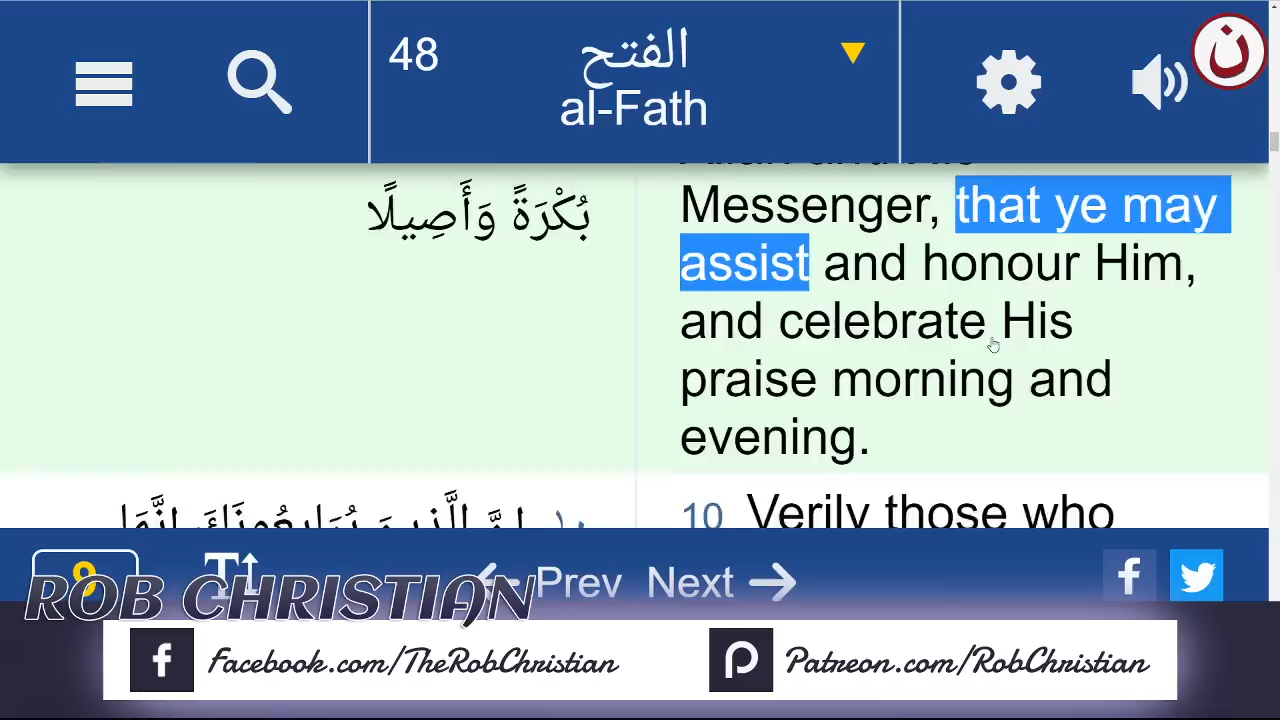 48
الفتح
al-Fath
ن
بُكْرَةً وَأَصِيلًا
Messenger, that ye may
assist and honour Him,
and celebrate His
praise morning and
evening.
10 Verily those who
9
Prev Next
ROB CHRISTIAN
Facebook.com/TheRobChristian
Patreon.com/RobChristian